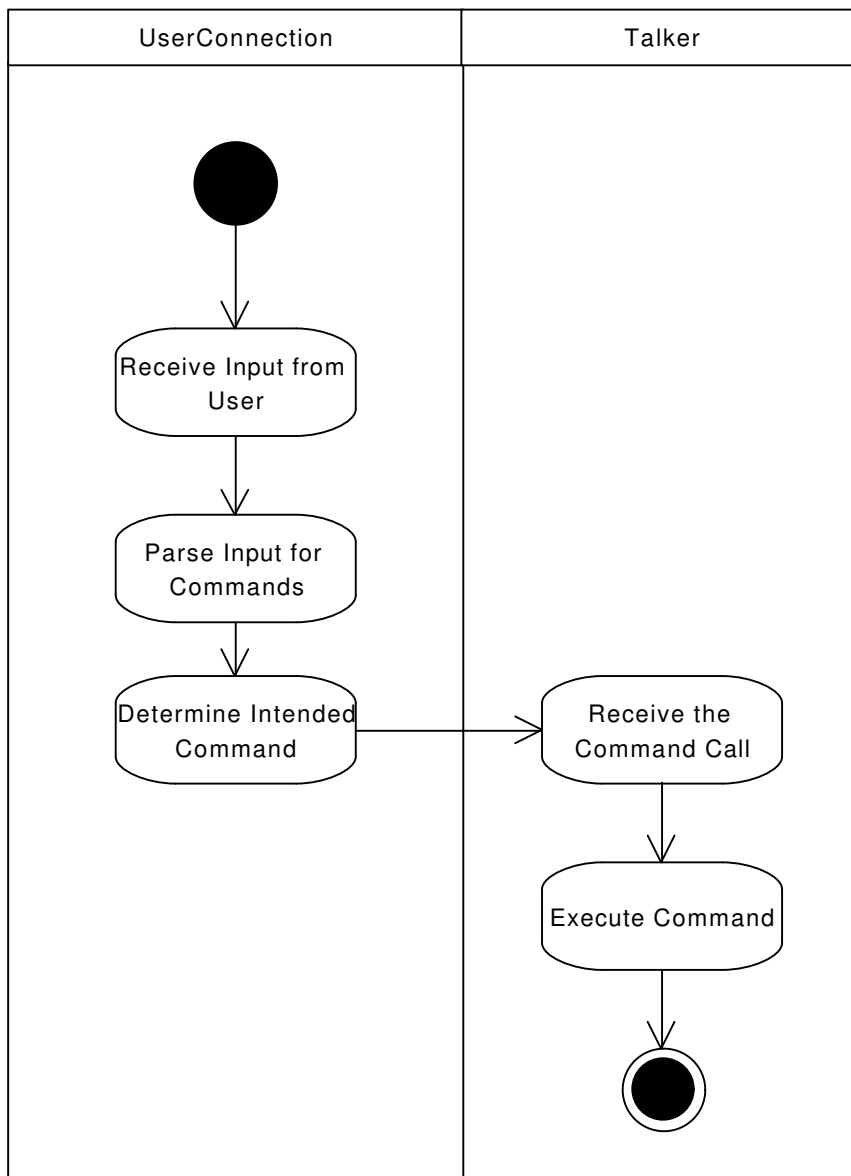 UserConnection
Talker
Receive Input from
User
Parse Input for
Commands
Determine Intended
Command
Receive the
Command Call
Execute Command